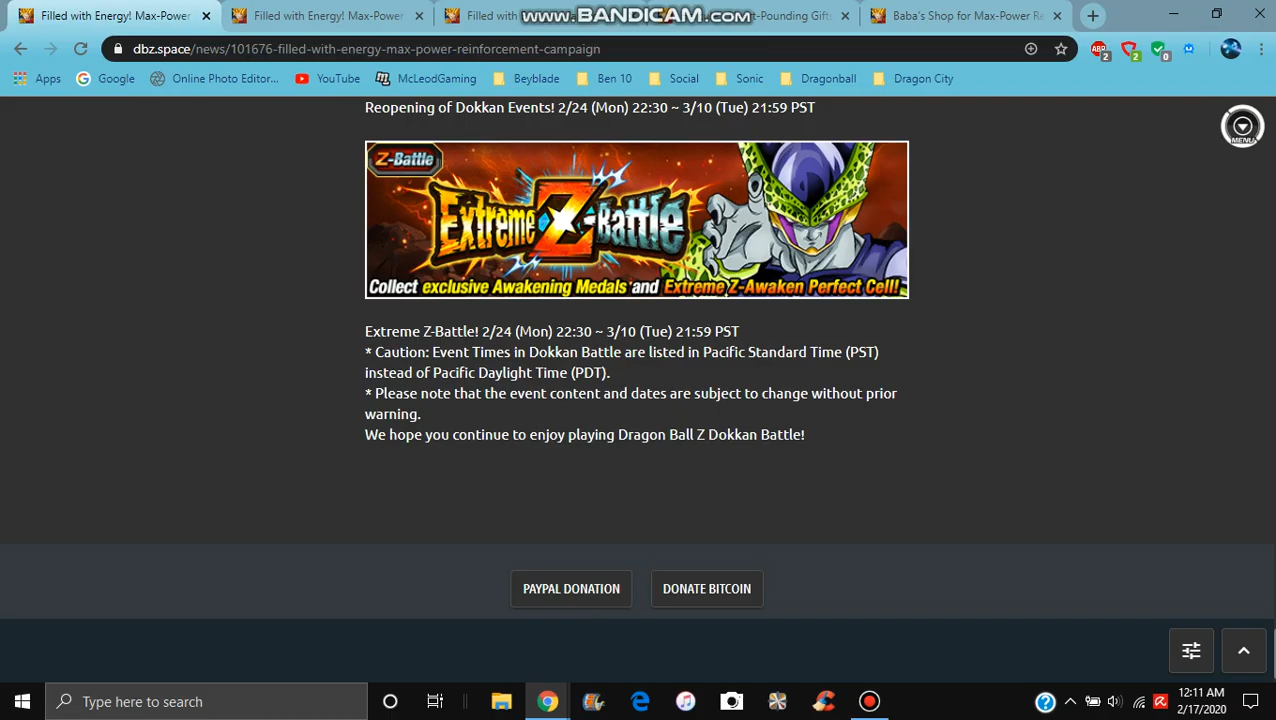 Filled with Energy! Max-Power
Filled with Energy! Max-Power
Filled with
www.BANDICAM.com
-Pounding Gift
Baba's Shop for Max-Power Re
dbz.space/news/101676-filled-with-energy-max-power-reinforcement-campaign
2
2
0
Apps
Google
Online Photo Editor...
YouTube
McLeodGaming
Beyblade
Ben 10
Social
Sonic
Dragonball
Dragon City
Reopening of Dokkan Events! 2/24 (Mon) 22:30 ~ 3/10 (Tue) 21:59 PST
MENU
Z-Battle
Extreme Z-Battle
Collect exclusive Awakening Medals and Extreme Z-Awaken Perfect Cell!
Extreme Z-Battle! 2/24 (Mon) 22:30 ~ 3/10 (Tue) 21:59 PST
* Caution: Event Times in Dokkan Battle are listed in Pacific Standard Time (PST)
instead of Pacific Daylight Time (PDT).
* Please note that the event content and dates are subject to change without prior
warning.
We hope you continue to enjoy playing Dragon Ball Z Dokkan Battle!
PAYPAL DONATION
DONATE BITCOIN
Type here to search
12:11 AM
2/17/2020